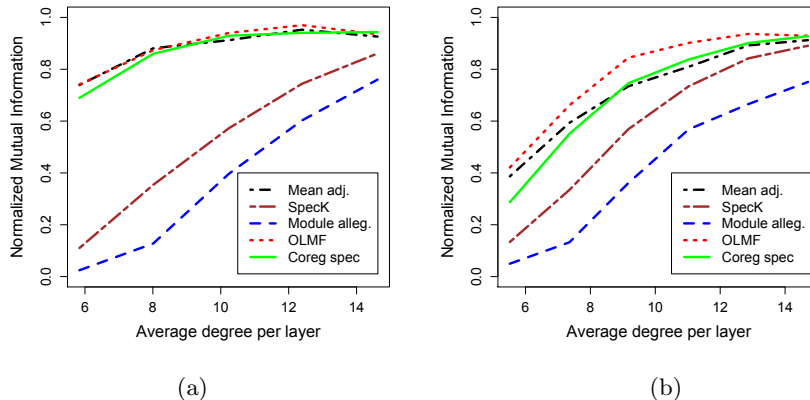 Normalized Mutual Information
0.0 0.2 0.4 0.6 0.8 1.0
Mean adj.
SpecK
Module alleg.
OLMF
Coreg spec
6 8 10 12 14
Average degree per layer
(a)
Normalized Mutual Information
0.0 0.2 0.4 0.6 0.8 1.0
Mean adj.
SpecK
Module alleg.
OLMF
Coreg spec
6 8 10 12 14
Average degree per layer
(b)